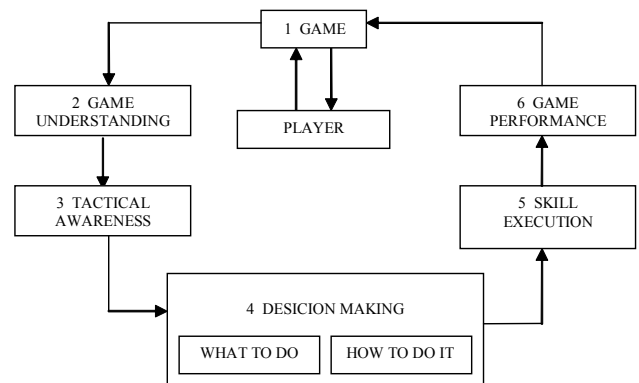 1 GAME
2 GAME
UNDERSTANDING
PLAYER
6 GAME
PERFORMANCE
3 TACTICAL
AWARENESS
5 SKILL
EXECUTION
4 DESICION MAKING
WHAT TO DO
HOW TO DO IT